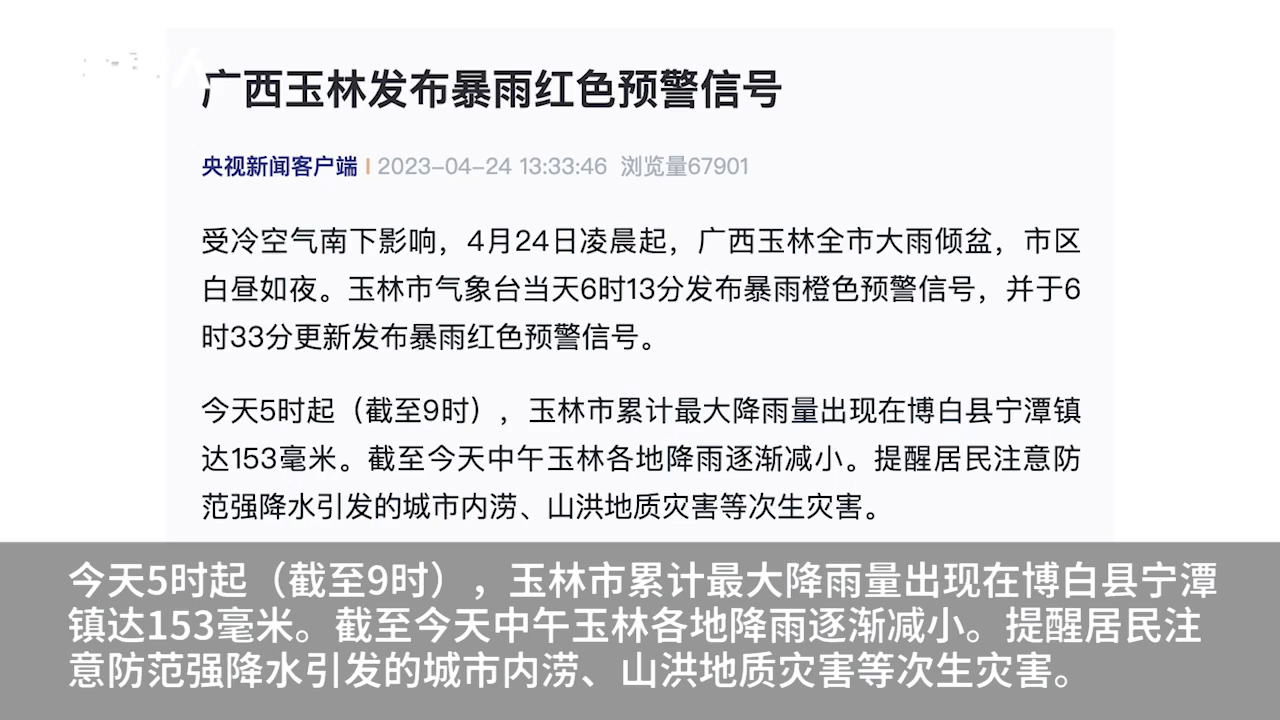 广西玉林发布暴雨红色预警信号
央视新闻客户端 | 2023-04-24 13:33:46 浏览量67901
受冷空气南下影响，4月24日凌晨起，广西玉林全市大雨倾盆，市区
白昼如夜。玉林市气象台当天6时13分发布暴雨橙色预警信号，并于6
时33分更新发布暴雨红色预警信号。
今天5时起（截至9时），玉林市累计最大降雨量出现在博白县宁潭镇
达153毫米。截至今天中午玉林各地降雨逐渐减小。提醒居民注意防
范强降水引发的城市内涝、山洪地质灾害等次生灾害。
今天5时起（截至9时），玉林市累计最大降雨量出现在博白县宁潭
镇达153毫米。截至今天中午玉林各地降雨逐渐减小。提醒居民注
意防范强降水引发的城市内涝、山洪地质灾害等次生灾害。